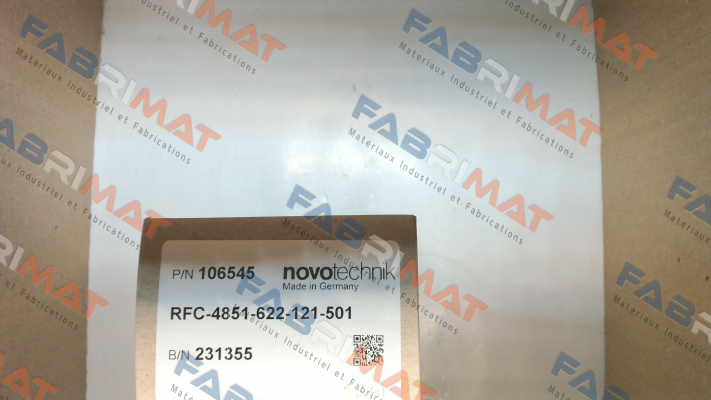 FABRIMAT
Materiaux Industriel et Fabrications
P/N 106545 novotechnik
Made in Germany
RFC-4851-622-121-501
B/N 231355